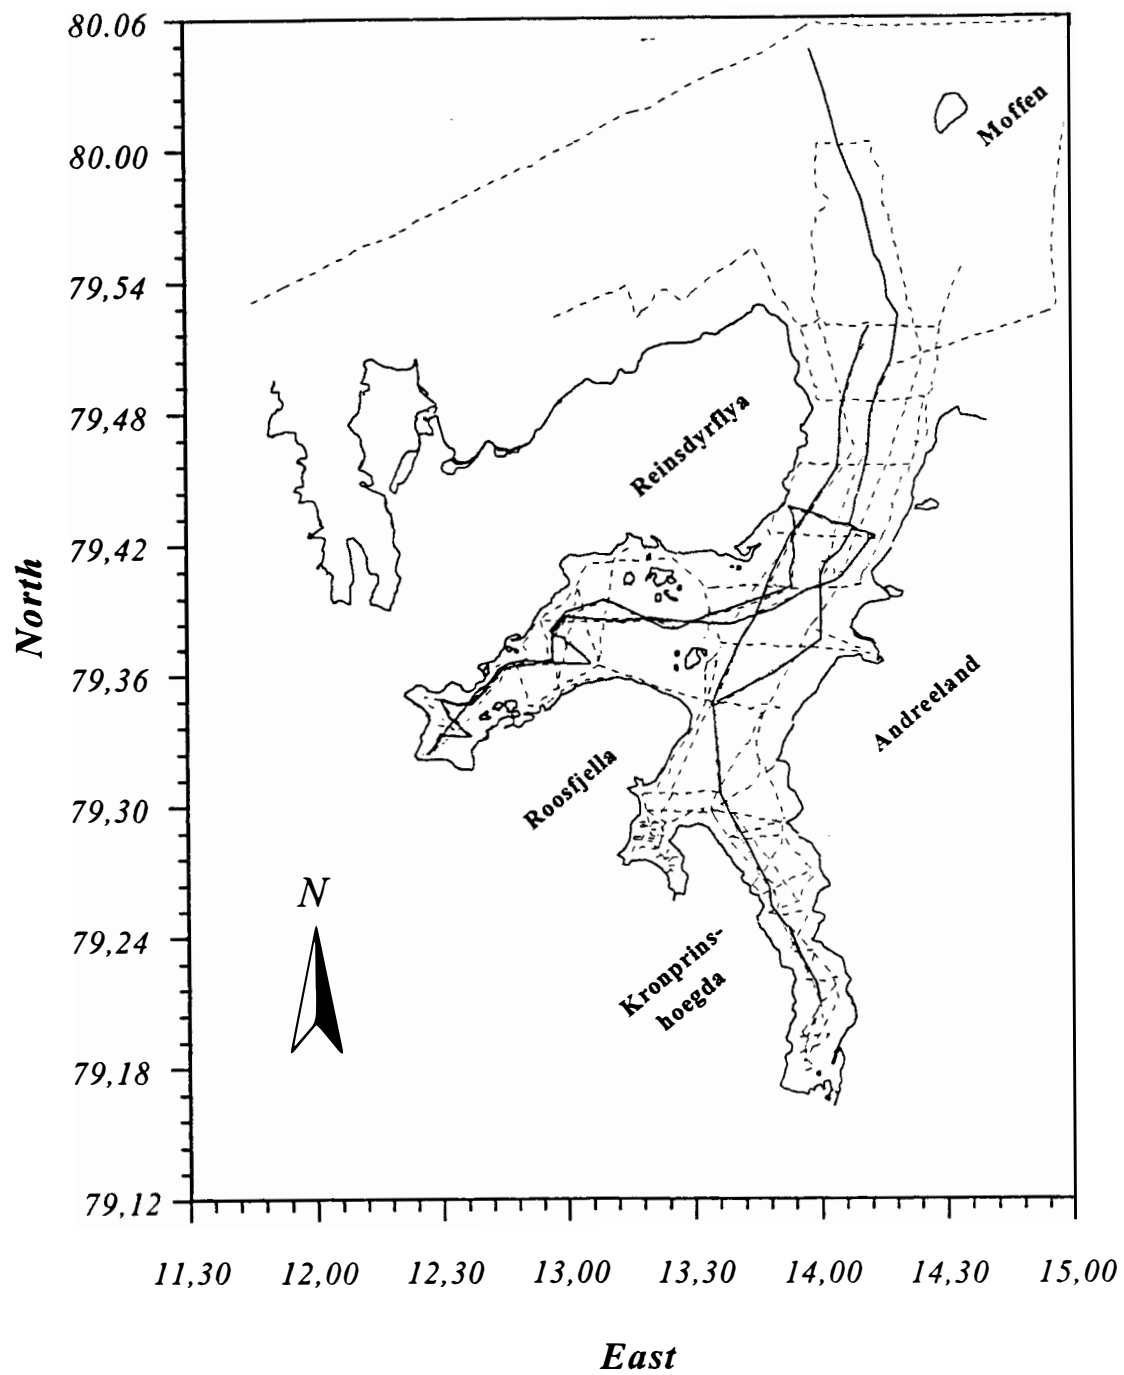 80.06
80.00
79,54
79,48
79,42
79,36
79,30
79,24
79,18
79,12
North
Moffen
Reinsdyrflya
Andreeland
Roosfjella
Kronprins-
hoegda
N
11,30 12,00 12,30 13,00 13,30 14,00 14,30 15,00
East